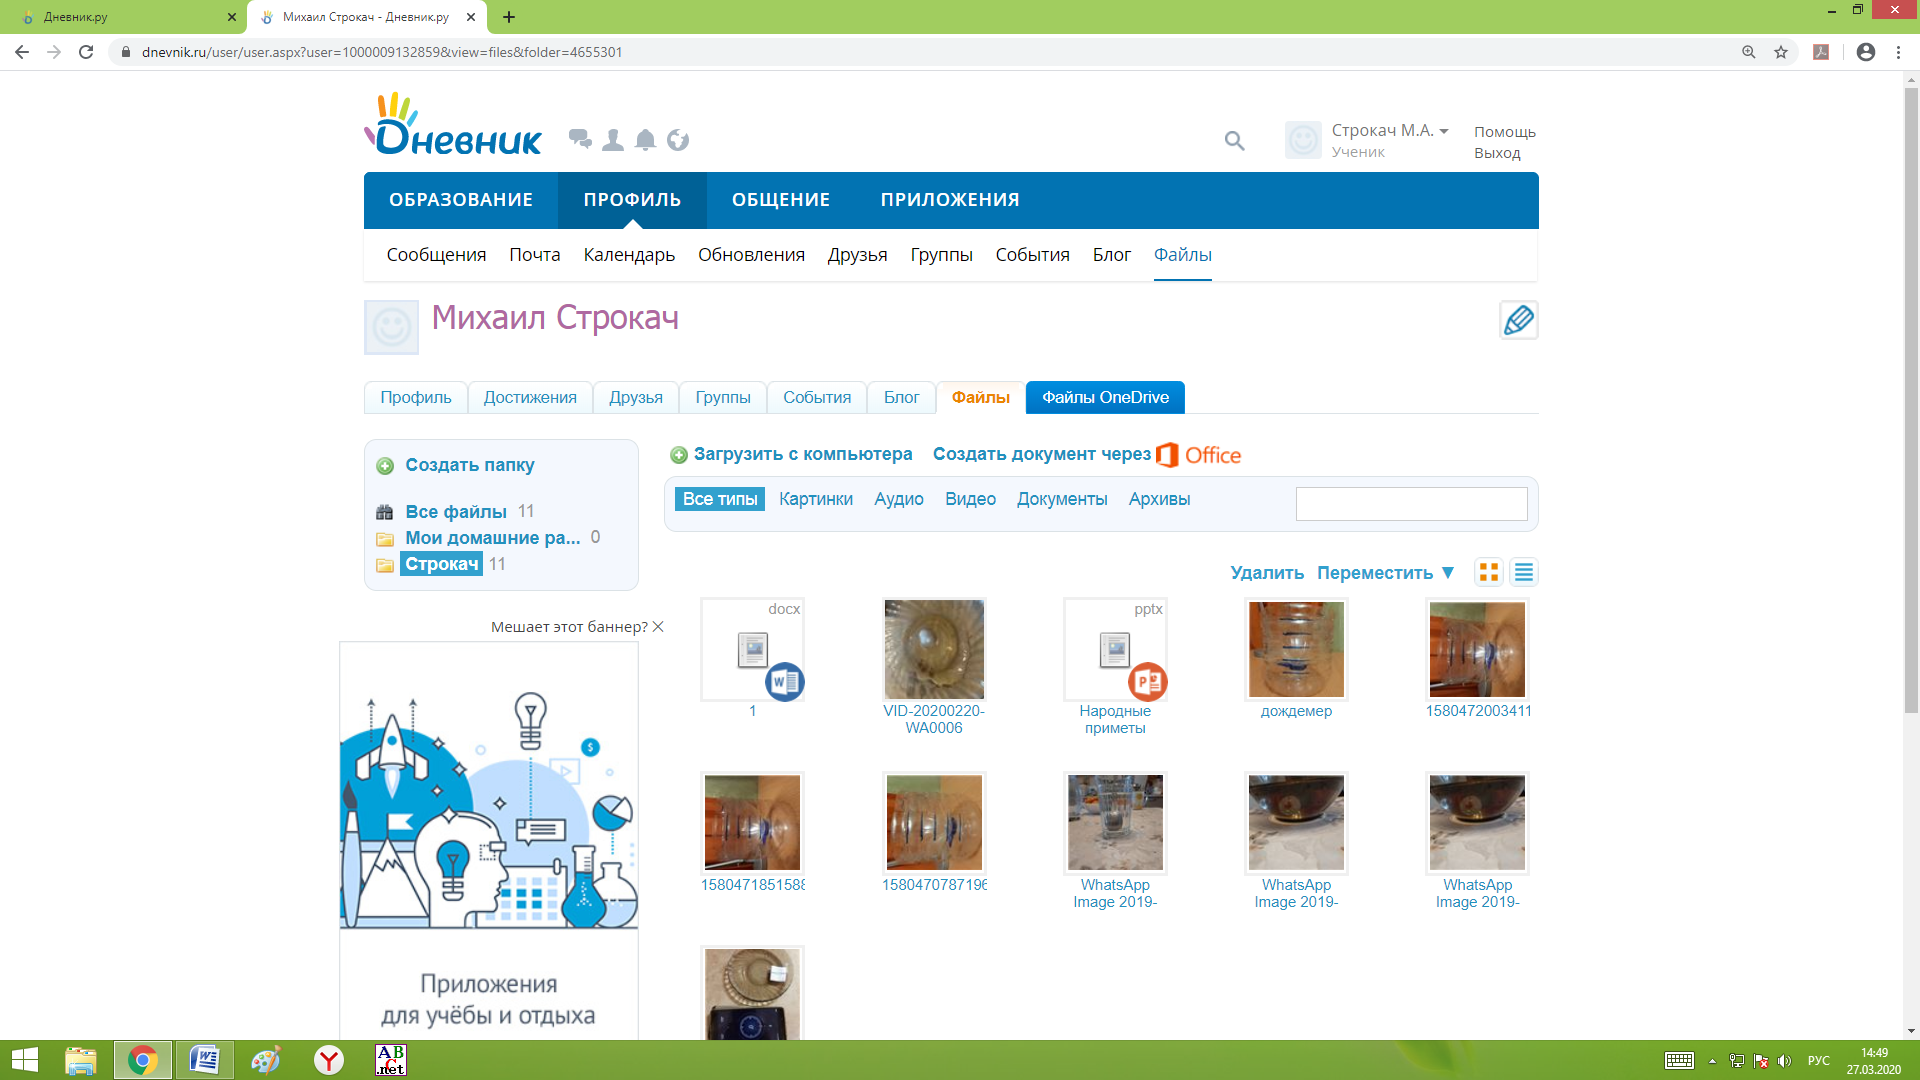 Дневник.ру
Михаил Строкач - Дневник.ру
dnevnik.ru/user/user.aspx?user=1000009132859&view=files&folder=4655301
Дневник
Строкач М.А.
Ученик
Помощь
Выход
ОБРАЗОВАНИЕ ПРОФИЛЬ ОБЩЕНИЕ ПРИЛОЖЕНИЯ
Сообщения Почта Календарь Обновления Друзья Группы События Блог Файлы
Михаил Строкач
Профиль Достижения Друзья Группы События Блог Файлы Файлы OneDrive
Создать папку
Все файлы 11
Мои домашние ра... 0
Строкач 11
Загрузить с компьютера Создать документ через Office
Все типы Картинки Аудио Видео Документы Архивы
Удалить Переместить ▼
Мешает этот баннер?
docx
1
VID-20200220-
WA0006
pptx
Народные
приметы
дождемер
1580472003411
1580471851588
1580470787196
WhatsApp
Image 2019-
WhatsApp
Image 2019-
WhatsApp
Image 2019-
Приложения
для учёбы и отдыха
ABC
.net
РУС
14:49
27.03.2020